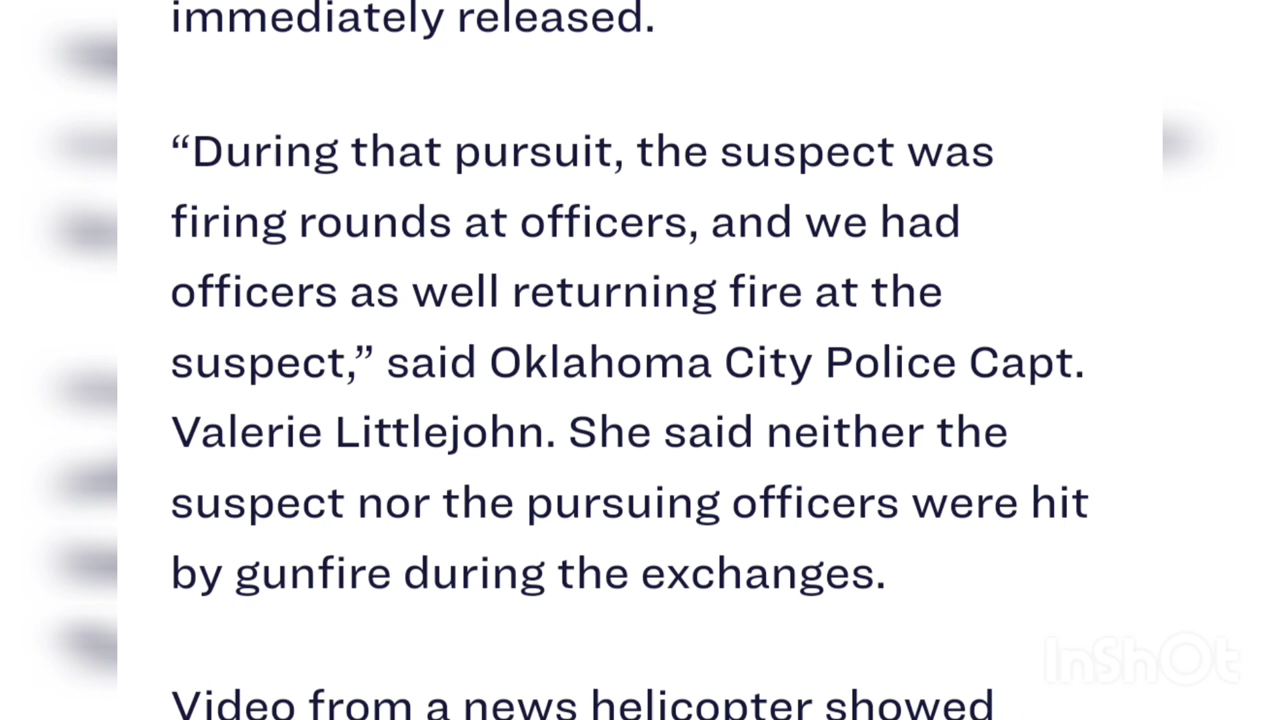 immediately released.
“During that pursuit, the suspect was
firing rounds at officers, and we had
officers as well returning fire at the
suspect,” said Oklahoma City Police Capt.
Valerie Littlejohn. She said neither the
suspect nor the pursuing officers were hit
by gunfire during the exchanges.
InShOt
Video from a news helicopter showed